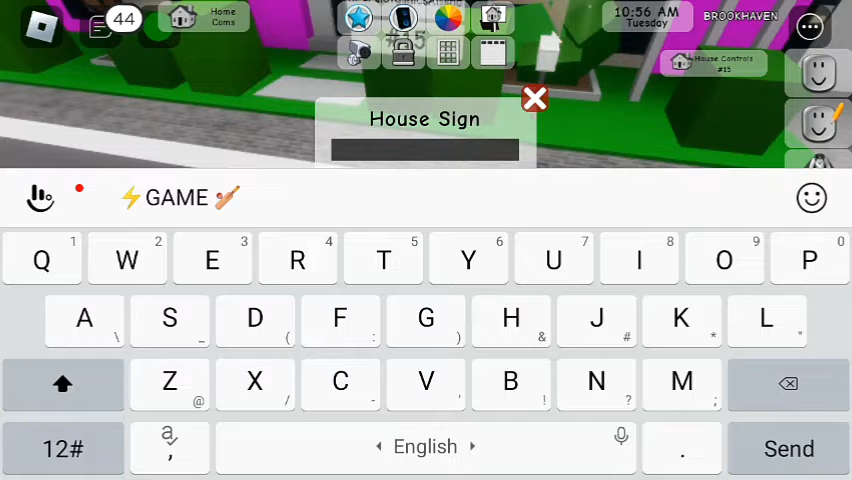 44
Home
Coms
10:56 AM
Tuesday
BROOKHAVEN
#15
House Controls
#15
House Sign
⚡GAME🏏
Q 1 W 2 E 3 R 4 T 5 Y 6 U 7 I 8 O 9 P 0
A \ S _ D ( F : G ) H & J # K * L "
Z @ X / C - V ' B ! N ? M ;
12# a , English . Send